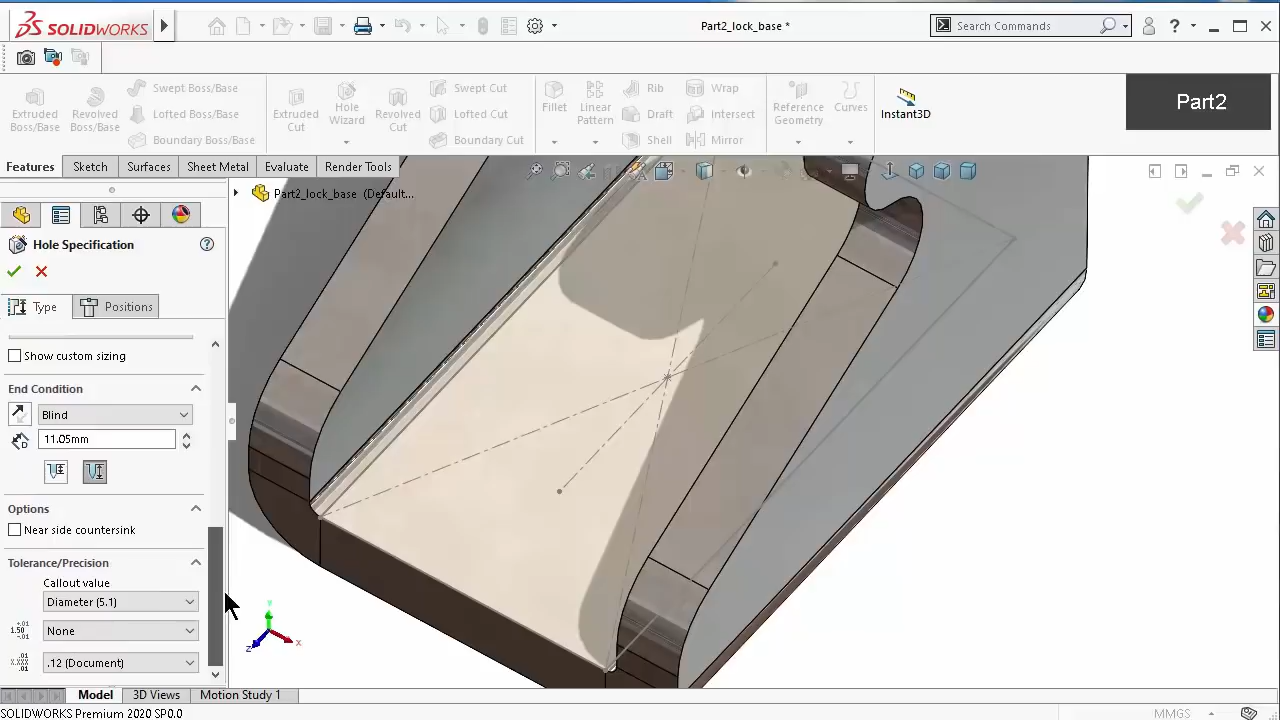 SOLIDWORKS
Part2_lock_base *
Search Commands
?
Extruded Boss/Base
Revolved Boss/Base
Swept Boss/Base
Lofted Boss/Base
Boundary Boss/Base
Extruded Cut
Hole Wizard
Revolved Cut
Swept Cut
Lofted Cut
Boundary Cut
Fillet
Linear Pattern
Rib
Draft
Shell
Wrap
Intersect
Mirror
Reference Geometry
Curves
Instant3D
Part2
Features
Sketch
Surfaces
Sheet Metal
Evaluate
Render Tools
Part2_lock_base (Default...
Hole Specification
?
Type
Positions
Show custom sizing
End Condition
Blind
11.05mm
Options
Near side countersink
Tolerance/Precision
Callout value
Diameter (5.1)
None
.12 (Document)
Y
X
Z
Model
3D Views
Motion Study 1
SOLIDWORKS Premium 2020 SP0.0
MMGS